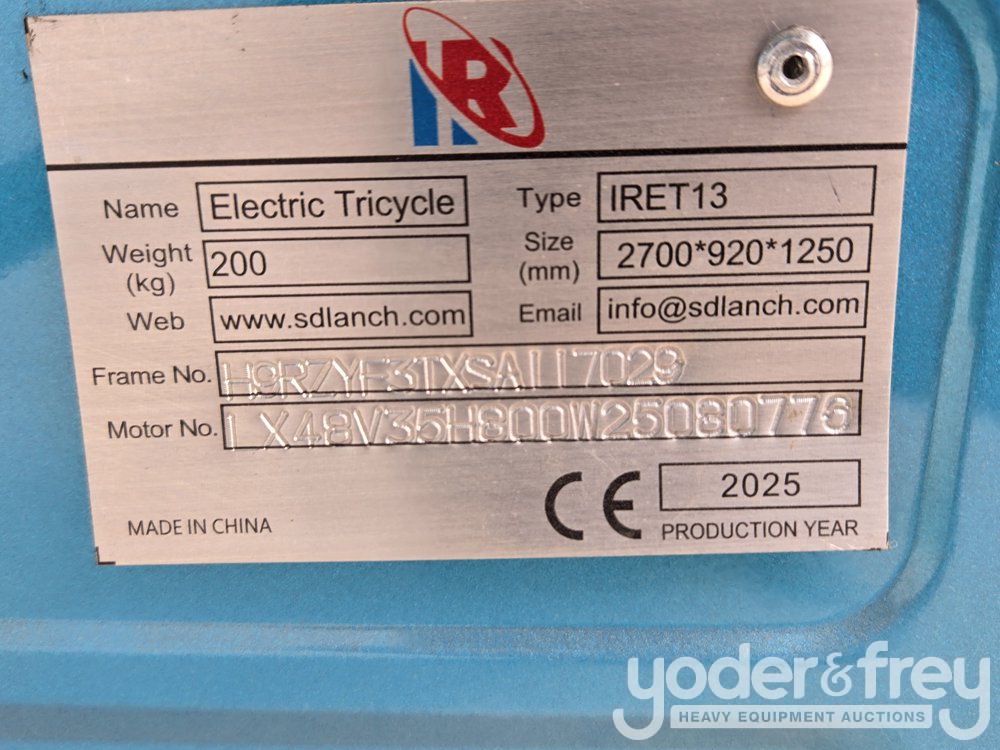 R
Name Electric Tricycle Type IRET13
Weight (kg) 200 Size (mm) 2700*920*1250
Web www.sdlanch.com Email info@sdlanch.com
Frame No. H9RZYF3TXSA117029
Motor No. LX48V35H800W25080776
CE 2025
MADE IN CHINA PRODUCTION YEAR
yoder&frey
HEAVY EQUIPMENT AUCTIONS